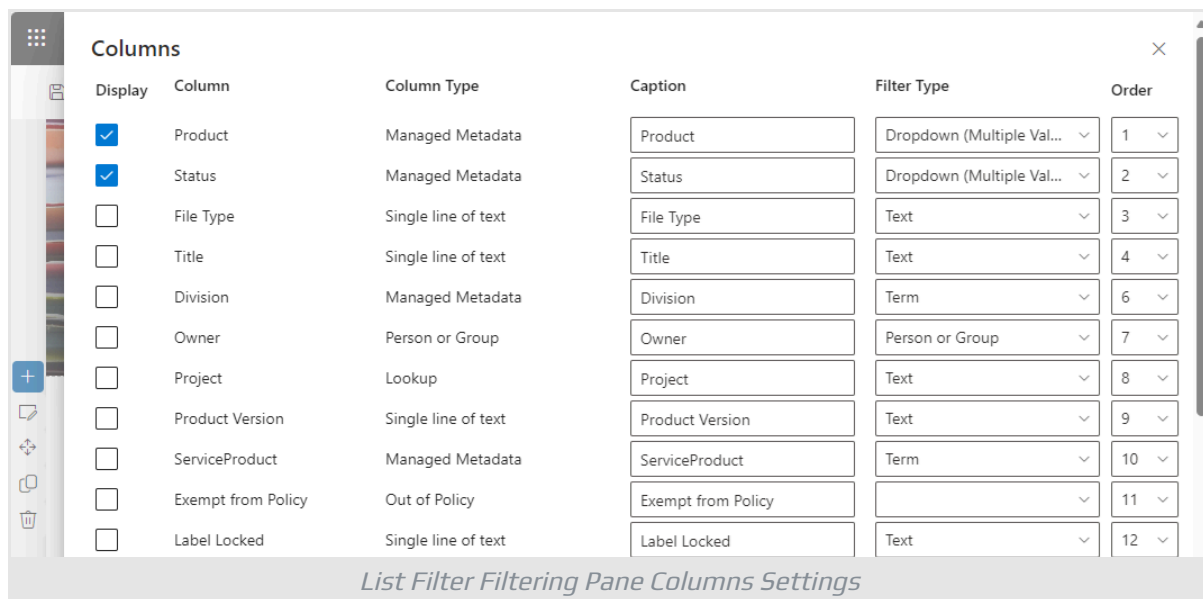 Columns
Display Column Column Type Caption Filter Type Order
Product Managed Metadata Product Dropdown (Multiple Val... 1
Status Managed Metadata Status Dropdown (Multiple Val... 2
File Type Single line of text File Type Text 3
Title Single line of text Title Text 4
Division Managed Metadata Division Term 6
Owner Person or Group Owner Person or Group 7
Project Lookup Project Text 8
Product Version Single line of text Product Version Text 9
ServiceProduct Managed Metadata ServiceProduct Term 10
Exempt from Policy Out of Policy Exempt from Policy 11
Label Locked Single line of text Label Locked Text 12
List Filter Filtering Pane Columns Settings